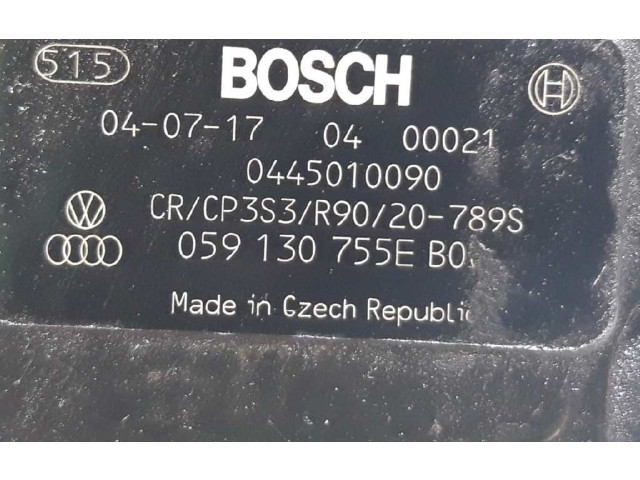 515 BOSCH
04-07-17 04 00021
0445010090
CR/CP3S3/R90/20-789S
059 130 755E
Made in Czech Republic